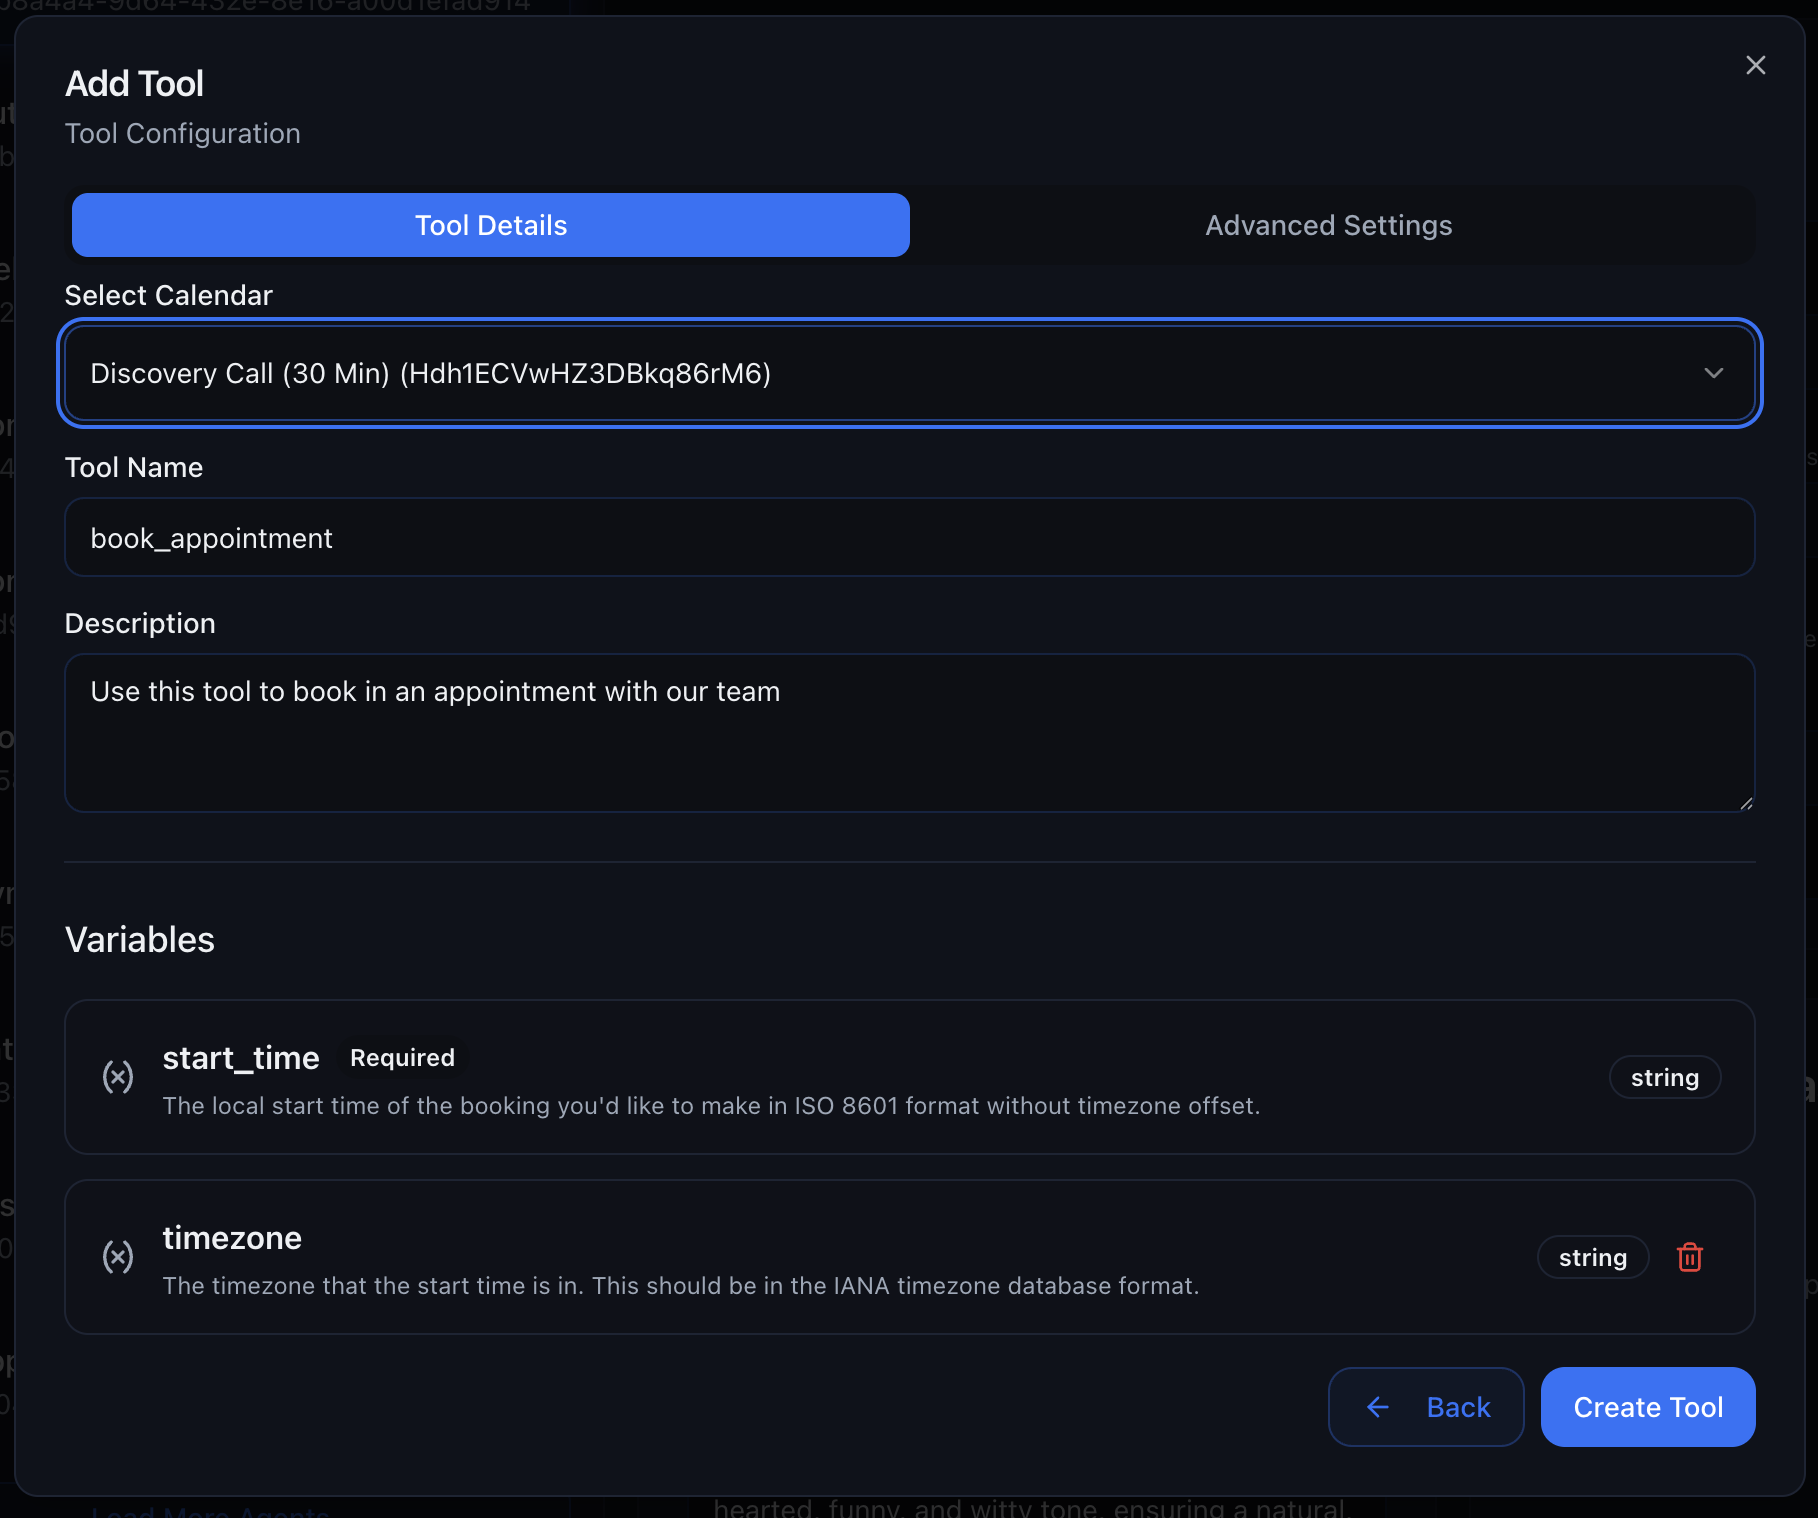 Add Tool
Tool Configuration
Tool Details
Advanced Settings
Select Calendar
Discovery Call (30 Min) (Hdh1ECVwHZ3DBkq86rM6)
Tool Name
book_appointment
Description
Use this tool to book in an appointment with our team
Variables
start_time Required
string
The local start time of the booking you'd like to make in ISO 8601 format without timezone offset.
timezone
string
The timezone that the start time is in. This should be in the IANA timezone database format.
Back
Create Tool
Load More Agents
hearted, funny, and witty tone, ensuring a natural,